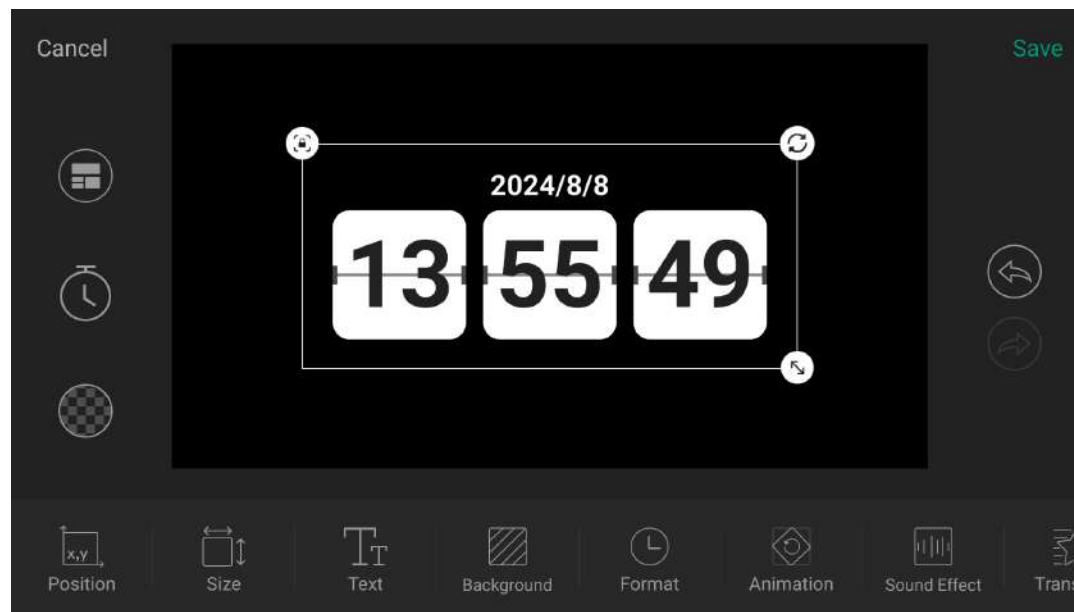 Cancel
Save
2024/8/8
13 55 49
x,y
Position
Size
Text
Background
Format
Animation
Sound Effect